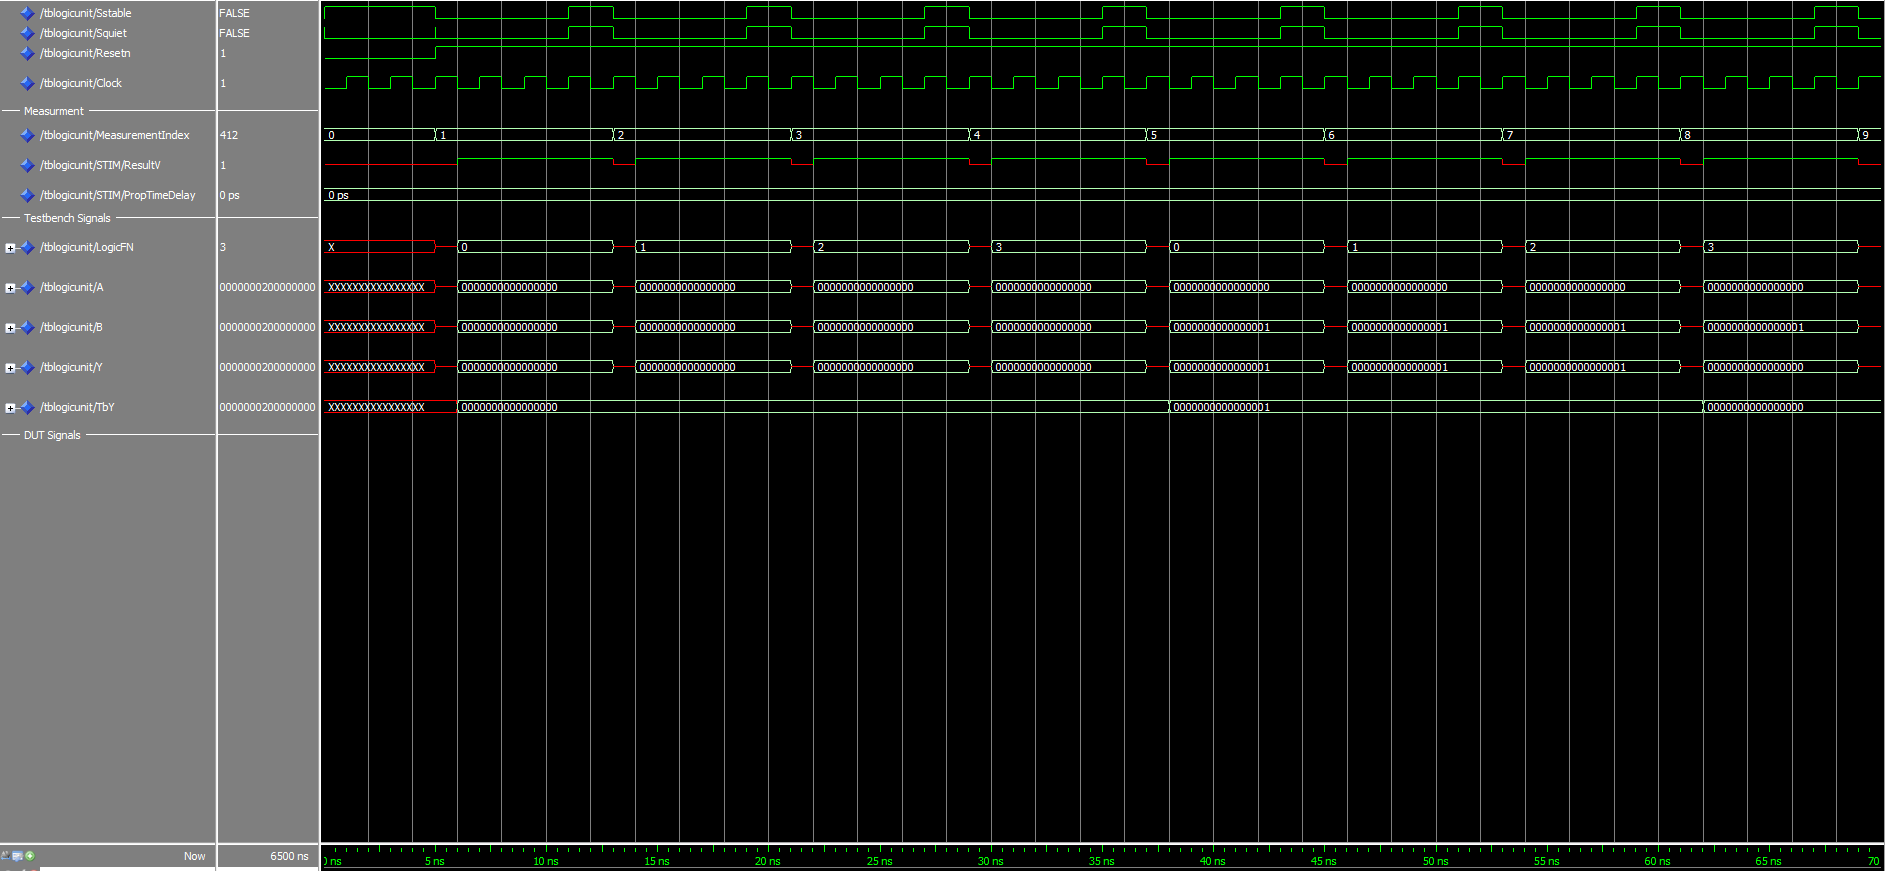 /tblogicunit/Sstable FALSE
/tblogicunit/Squiet FALSE
/tblogicunit/Resetn 1
/tblogicunit/Clock 1
Measurment
/tblogicunit/MeasurementIndex 412 0 1 2 3 4 5 6 7 8 9
/tblogicunit/STIM/ResultV 1
/tblogicunit/STIM/PropTimeDelay 0 ps 0 ps
Testbench Signals
/tblogicunit/LogicFN 3 X 0 1 2 3 0 1 2 3
/tblogicunit/A 0000000200000000 XXXXXXXXXXXXXXXX 0000000000000000 0000000000000000 0000000000000000 0000000000000000 0000000000000000 0000000000000000 0000000000000000 0000000000000000
/tblogicunit/B 0000000200000000 XXXXXXXXXXXXXXXX 0000000000000000 0000000000000000 0000000000000000 0000000000000000 0000000000000001 0000000000000001 0000000000000001 0000000000000001
/tblogicunit/Y 0000000200000000 XXXXXXXXXXXXXXXX 0000000000000000 0000000000000000 0000000000000000 0000000000000000 0000000000000001 0000000000000001 0000000000000001 0000000000000000
/tblogicunit/TbY 0000000200000000 XXXXXXXXXXXXXXXX 0000000000000000 0000000000000001 0000000000000000
DUT Signals
Now 6500 ns 0 ns 5 ns 10 ns 15 ns 20 ns 25 ns 30 ns 35 ns 40 ns 45 ns 50 ns 55 ns 60 ns 65 ns 70